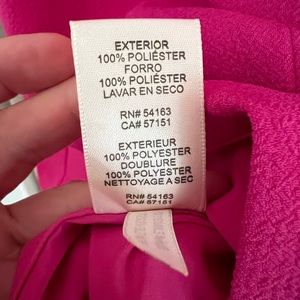 EXTERIOR
100% POLIÉSTER
FORRO
100% POLIÉSTER
LAVAR EN SECO
RN# 54163
CA# 57151
EXTERIEUR
100% POLYESTER
DOUBLURE
100% POLYESTER
NETTOYAGE A SEC
RN# 54163
CA# 57151